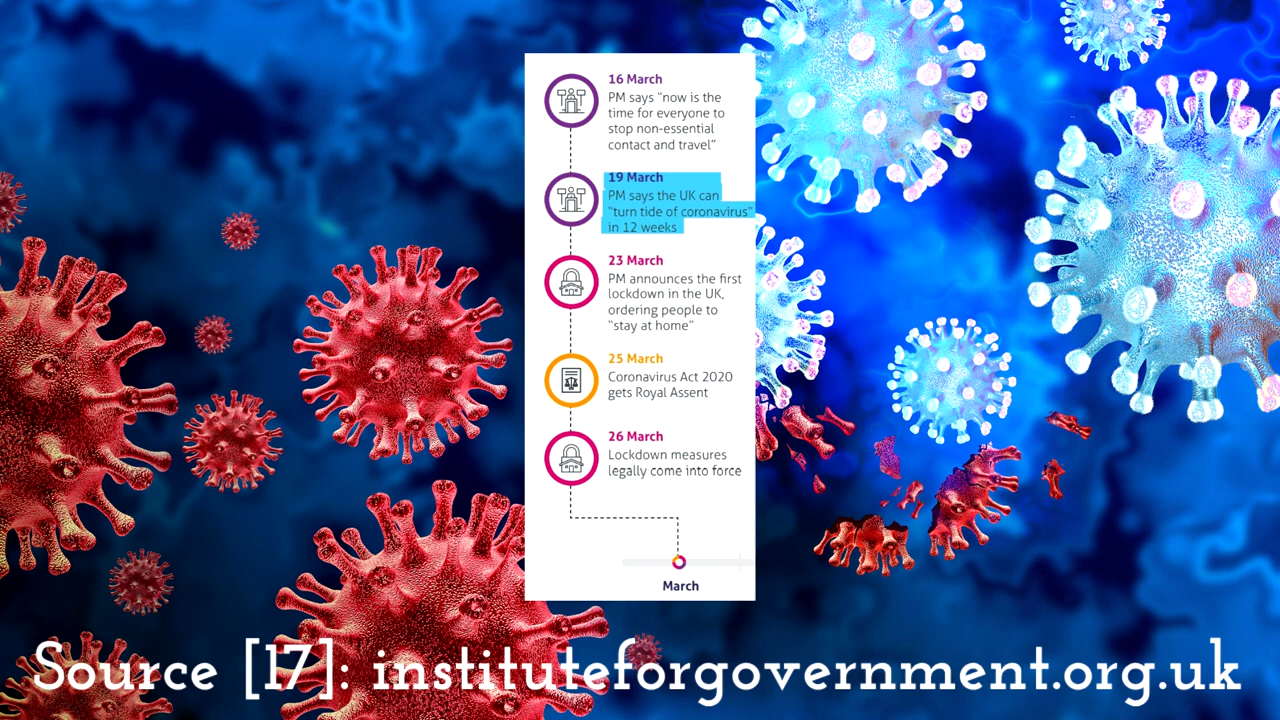 16 March
PM says "now is the
time for everyone to
stop non-essential
contact and travel"
19 March
PM says the UK can
"turn tide of coronavirus"
in 12 weeks
23 March
PM announces the first
lockdown in the UK,
ordering people to
"stay at home"
25 March
Coronavirus Act 2020
gets Royal Assent
26 March
Lockdown measures
legally come into force
March
Source [17]: instituteforgovernment.org.uk